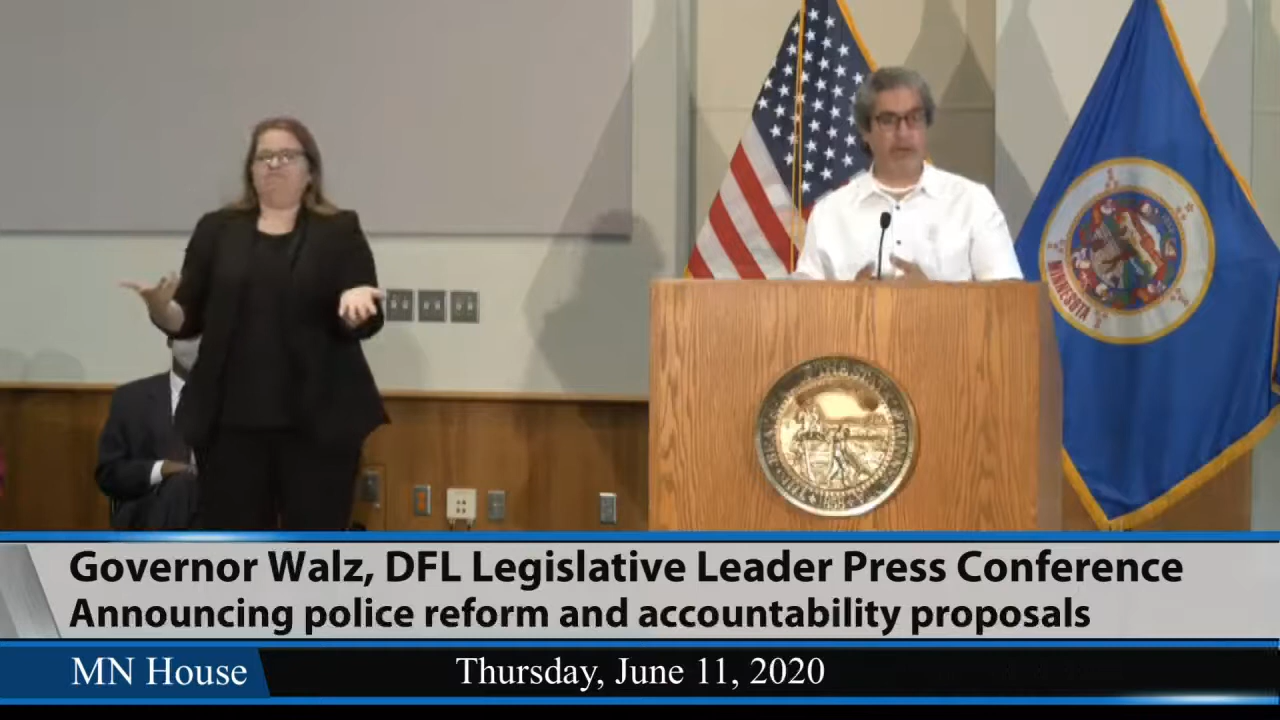 MINNESOTA
Governor Walz, DFL Legislative Leader Press Conference
Announcing police reform and accountability proposals
MN House
Thursday, June 11, 2020